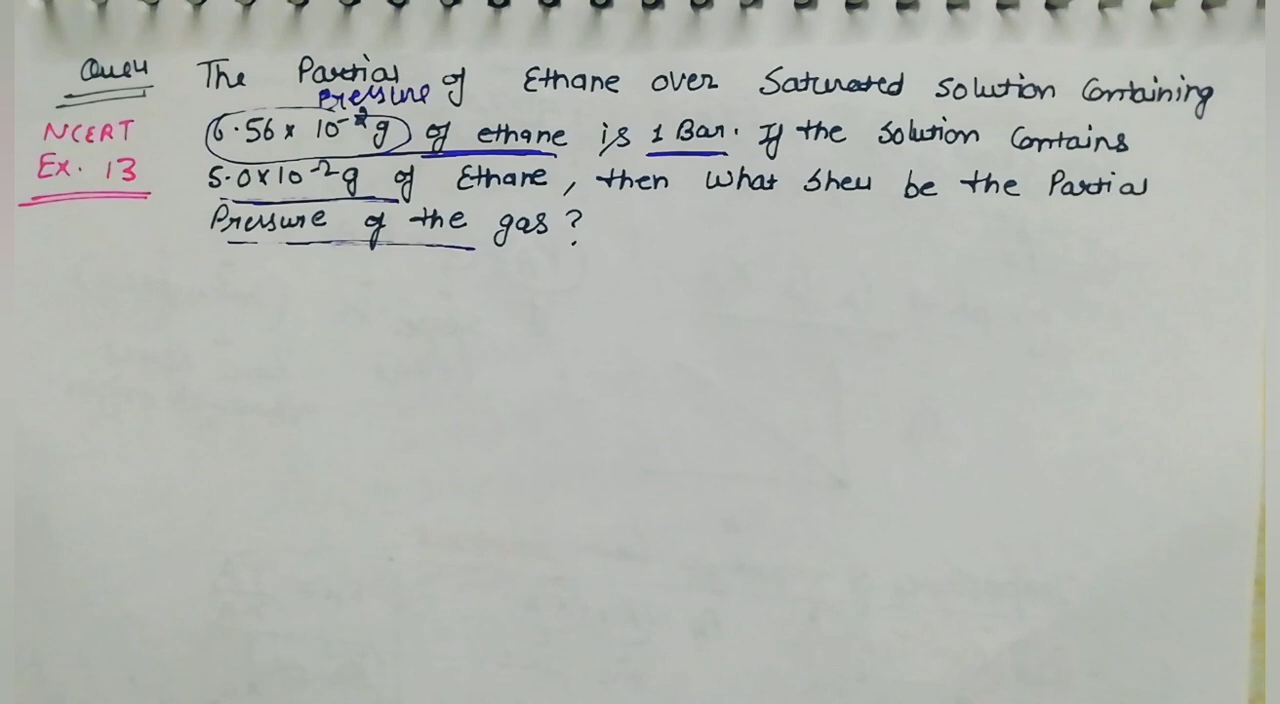 Ques The Partial of Ethane over Saturated solution Containing
Pressure
NCERT 6.56 x 10⁻ g of ethane is 1 Bar. If the Solution Contains
Ex. 13 5.0x10⁻²g of Ethane, then What shell be the Partial
Pressure of the gas?